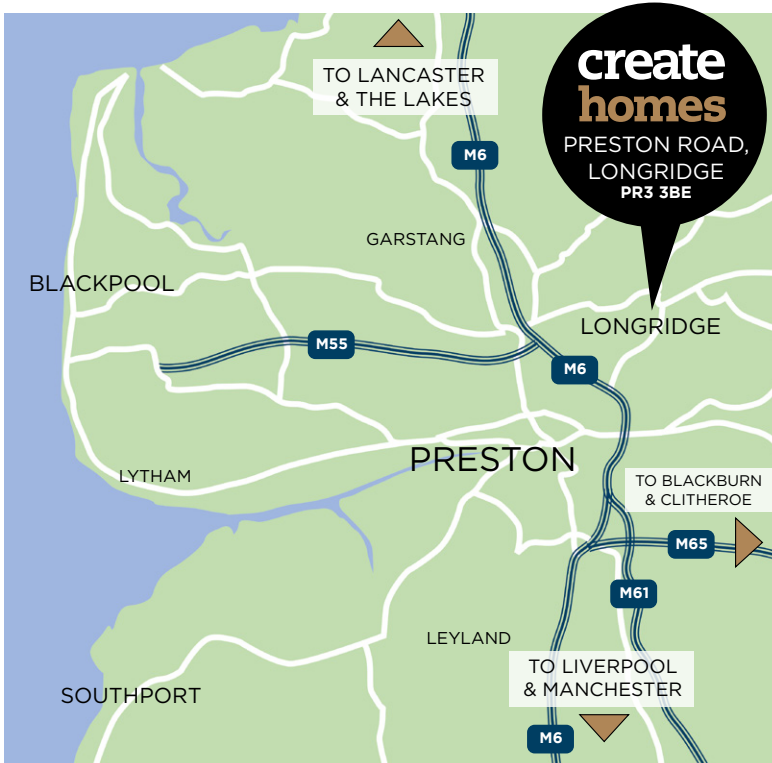 create
homes
PRESTON ROAD,
LONGRIDGE
PR3 3BE
TO LANCASTER
& THE LAKES
M6
GARSTANG
BLACKPOOL
LONGRIDGE
M55
M6
PRESTON
LYTHAM
TO BLACKBURN
& CLITHEROE
M65
M61
LEYLAND
TO LIVERPOOL
& MANCHESTER
SOUTHPORT
M6